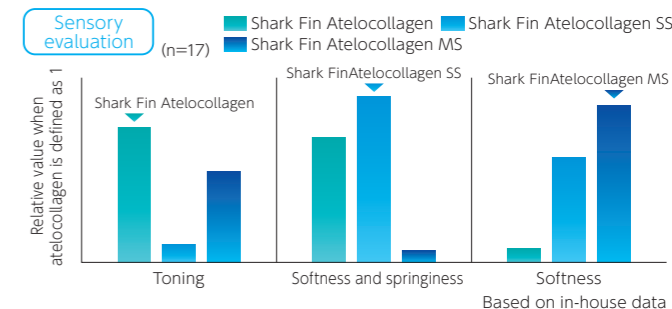 Sensory
evaluation
(n=17)
Shark Fin Atelocollagen
Shark Fin Atelocollagen SS
Shark Fin Atelocollagen MS
Relative value when
atelocollagen is defined as 1
Shark Fin Atelocollagen
Shark FinAtelocollagen SS
Shark FinAtelocollagen MS
Toning
Softness and springiness
Softness
Based on in-house data